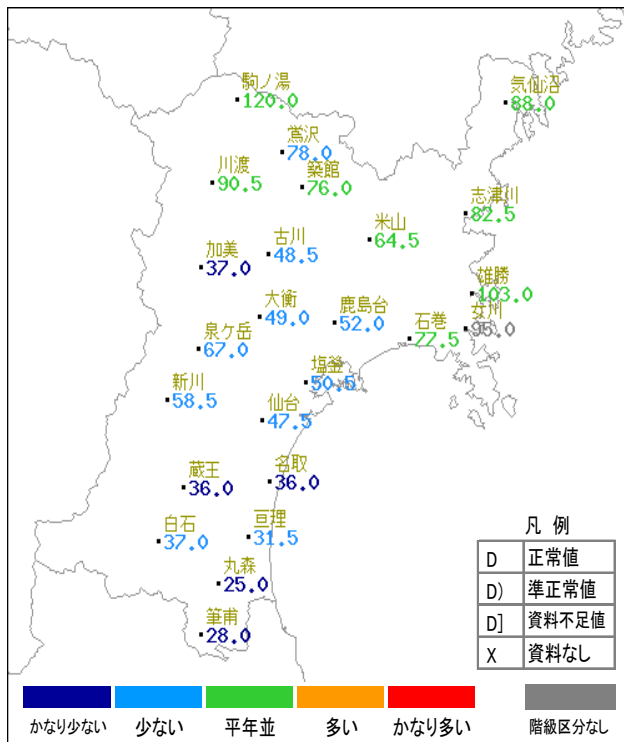 駒ノ湯
120.0
気仙沼
88.0
鶯沢
78.0
川渡
90.5
築館
76.0
志津川
82.5
米山
64.5
古川
48.5
加美
37.0
雄勝
103.0
大衡
49.0
鹿島台
52.0
女川
95.0
石巻
77.5
泉ケ岳
67.0
塩釜
50.5
新川
58.5
仙台
47.5
蔵王
36.0
名取
36.0
白石
37.0
亘理
31.5
丸森
25.0
筆甫
28.0
凡 例
D 正常値
D) 準正常値
D] 資料不足値
X 資料なし
かなり少ない 少ない 平年並 多い かなり多い 階級区分なし